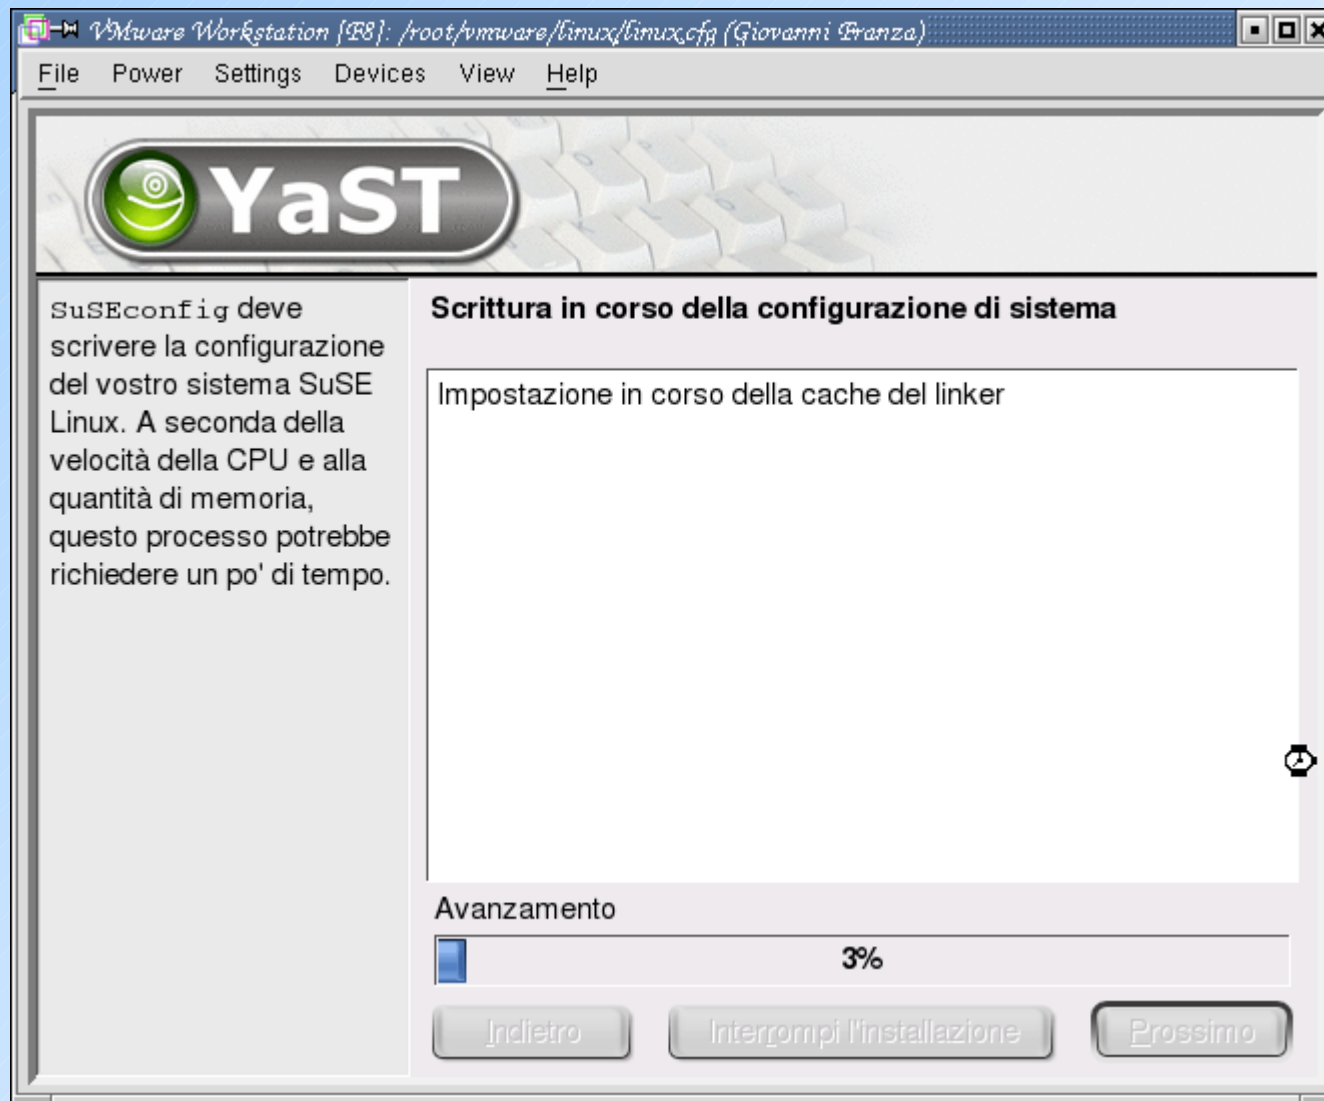 VMware Workstation [F8]: /root/vmware/linux/linux.cfg (Giovanni Franza)
File Power Settings Devices View Help
YaST
SuSEconfig deve
scrivere la configurazione
del vostro sistema SuSE
Linux. A seconda della
velocità della CPU e alla
quantità di memoria,
questo processo potrebbe
richiedere un po' di tempo.
Scrittura in corso della configurazione di sistema
Impostazione in corso della cache del linker
Avanzamento
3%
Indietro Interrompi l'installazione Prossimo